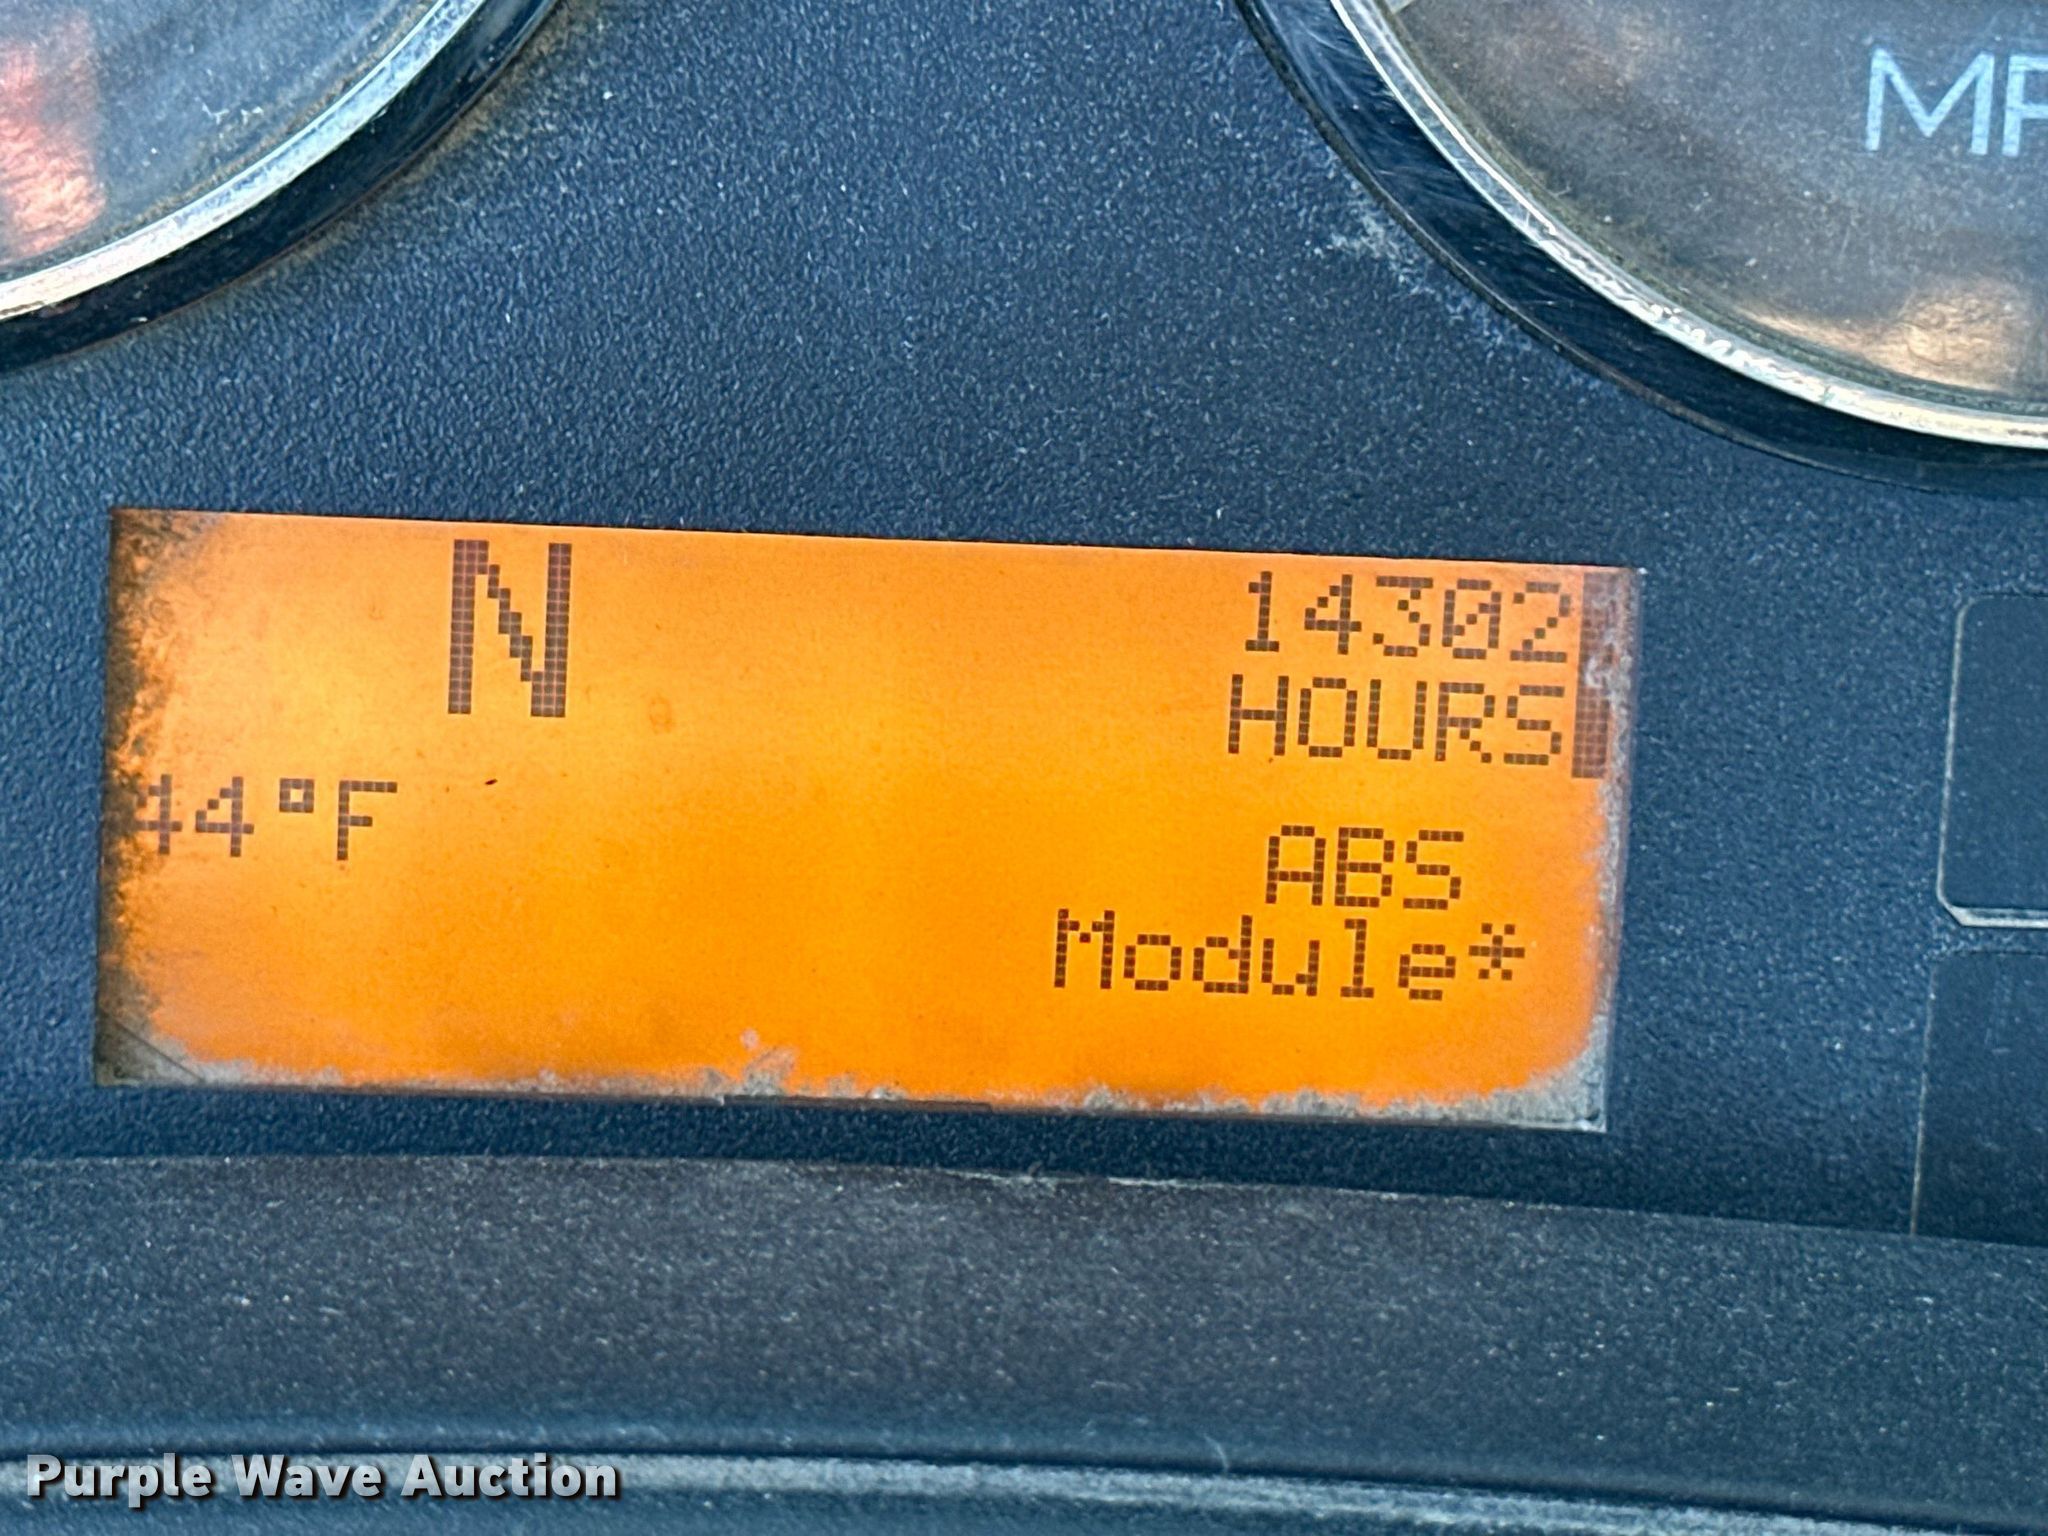 MP
N
14302
HOURS
44°F
ABS
Module*
Purple Wave Auction